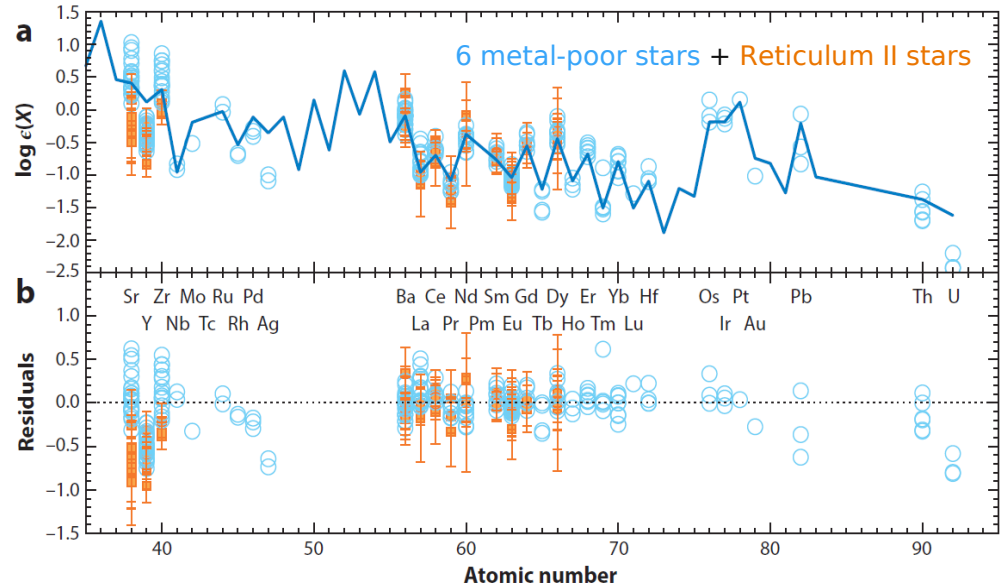 a
6 metal-poor stars + Reticulum II stars
log ε(X)
1.5
1.0
0.5
0.0
−0.5
−1.0
−1.5
−2.0
−2.5
b
Sr Zr Mo Ru Pd Ba Ce Nd Sm Gd Dy Er Yb Hf Os Pt Pb Th U
Y Nb Tc Rh Ag La Pr Pm Eu Tb Ho Tm Lu Ir Au
Residuals
1.0
0.5
0.0
−0.5
−1.0
−1.5
40 50 60 70 80 90
Atomic number